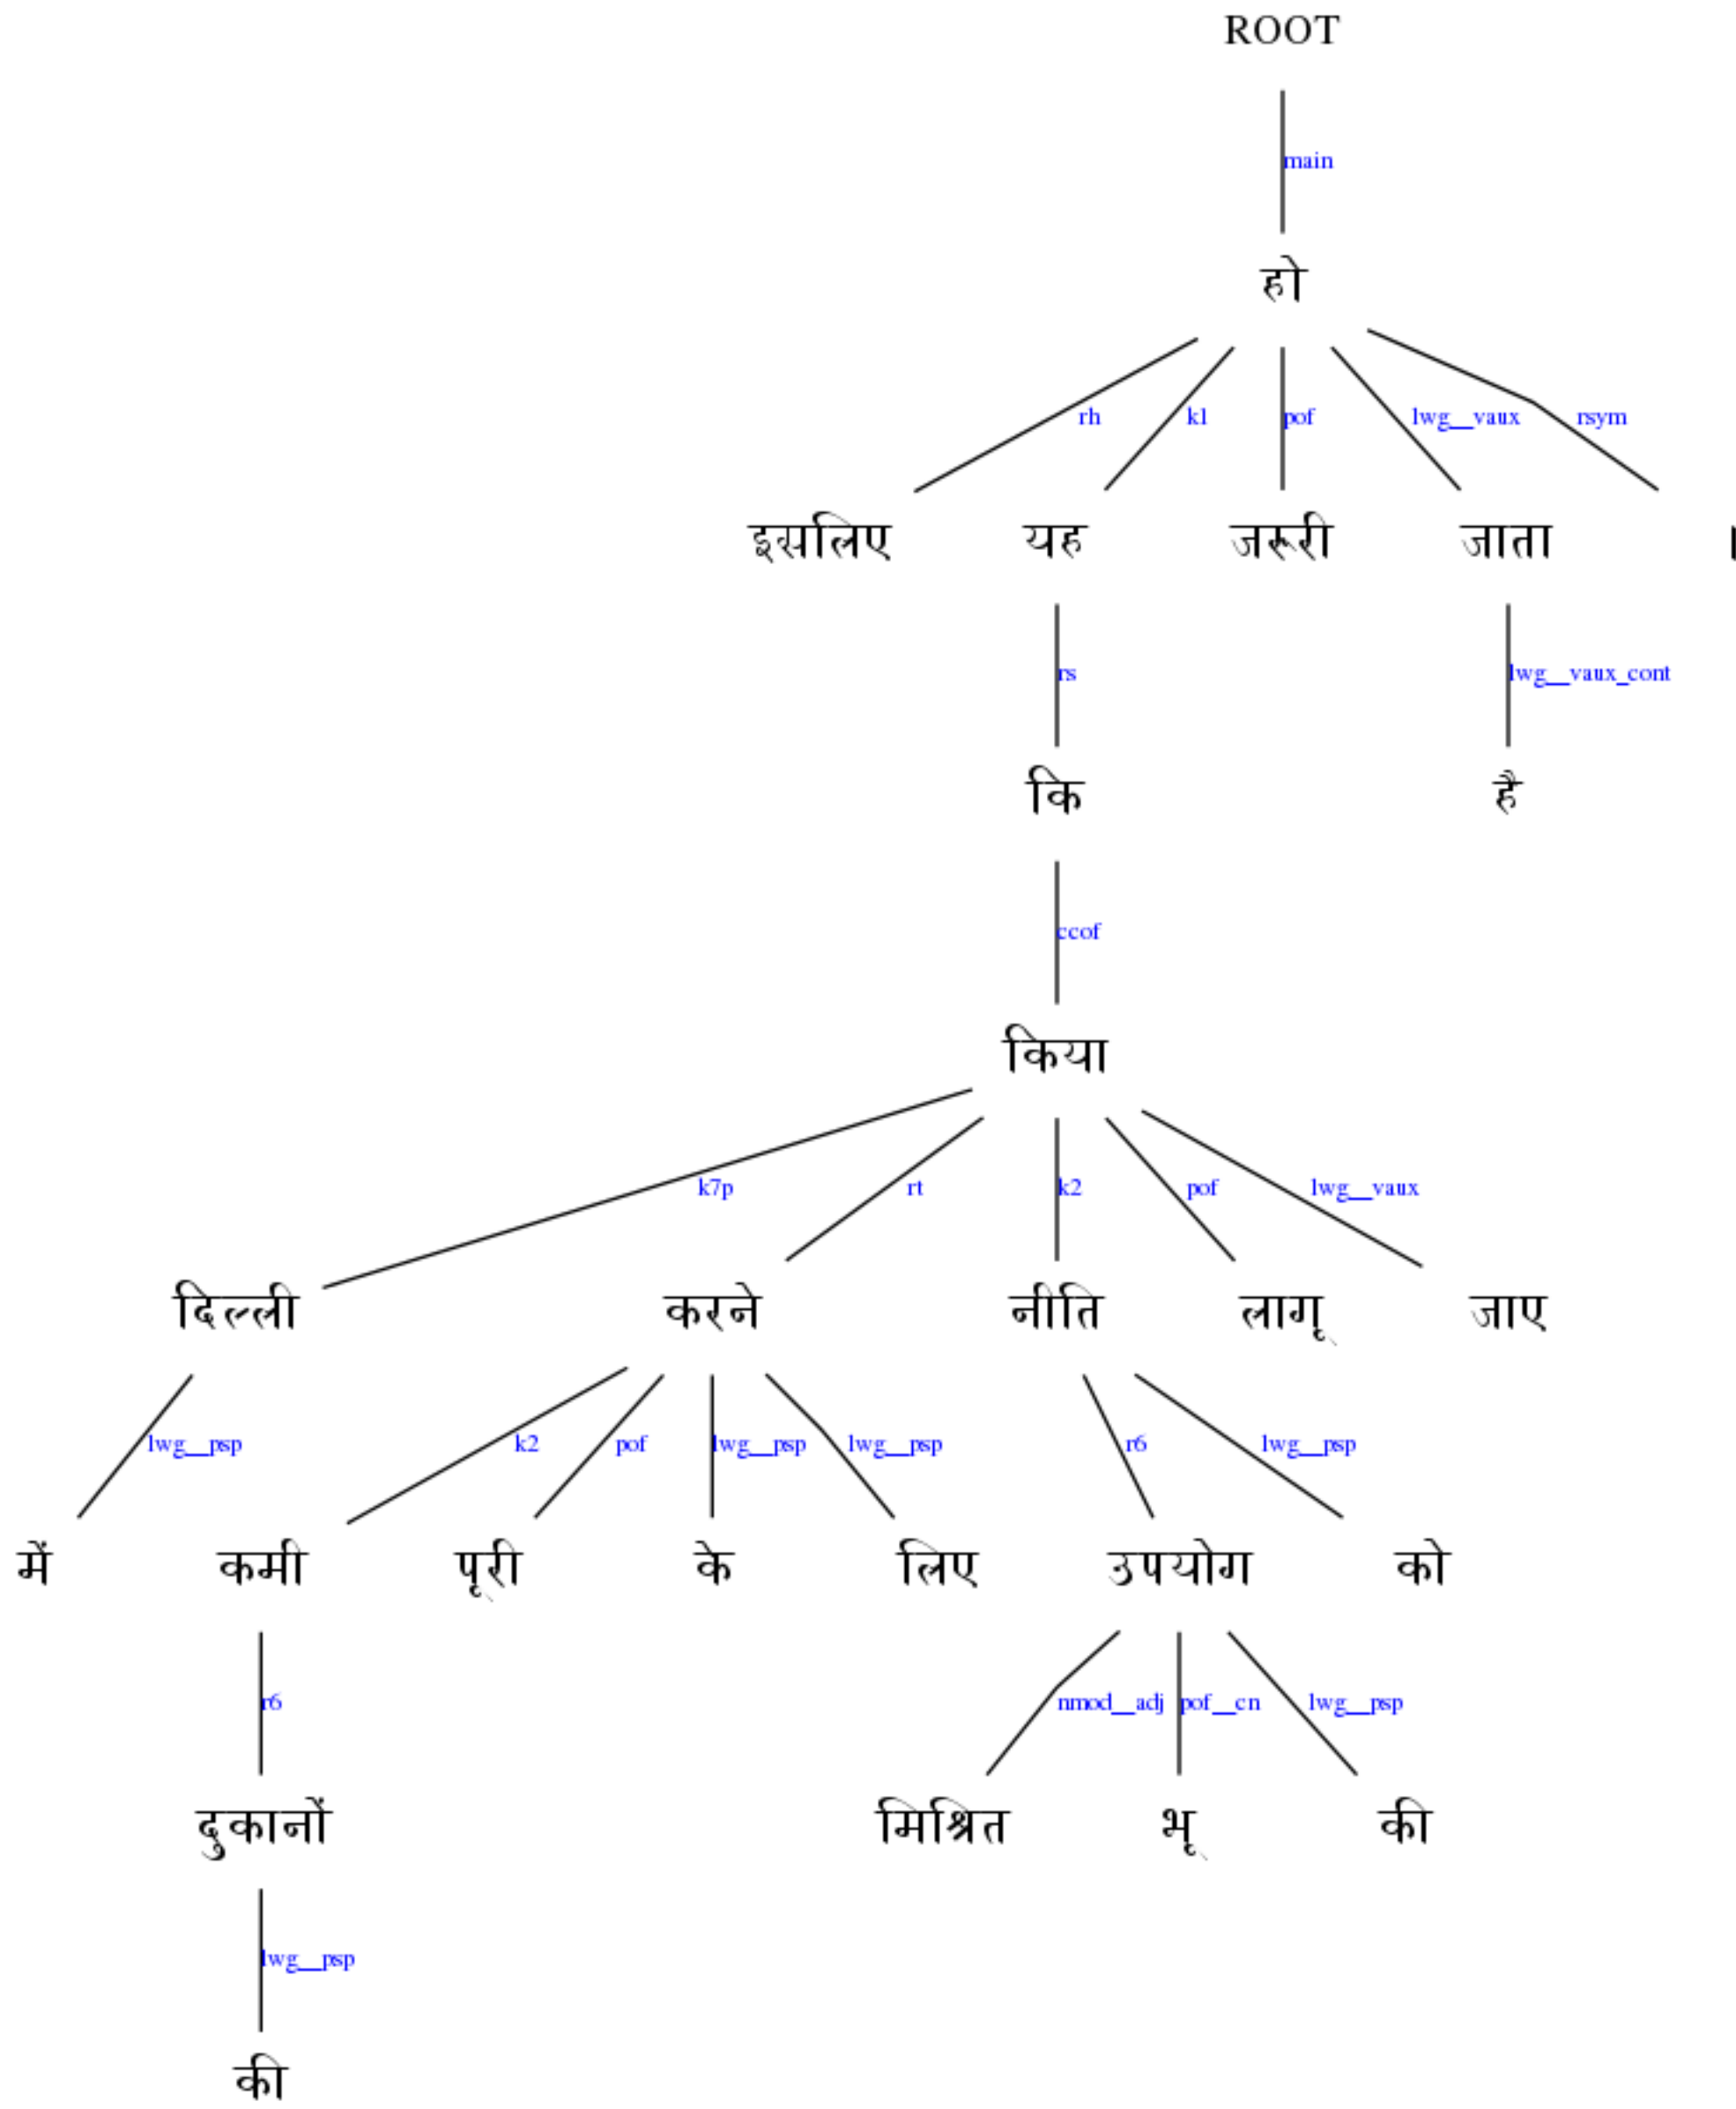 ROOT
main
हो
rh k1 pof lwg__vaux rsym
इसलिए यह जरूरी जाता ।
rs lwg__vaux_cont
कि है
ccof
किया
k7p rt k2 pof lwg__vaux
दिल्ली करने नीति लागू जाए
lwg__psp k2 pof lwg__psp lwg__psp r6 lwg__psp
में कमी पूरी के लिए उपयोग को
r6 nmod__adj pof__cn lwg__psp
दुकानों मिश्रित भू की
lwg__psp
की